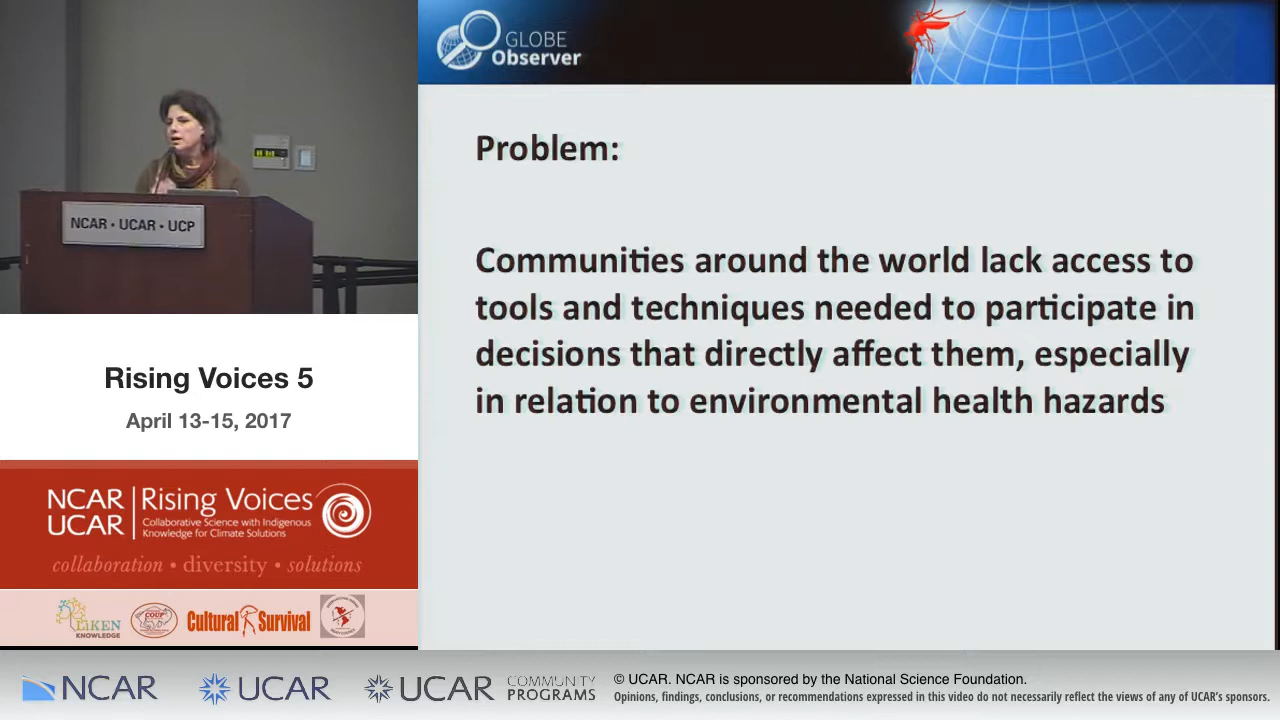 GLOBE
Observer
Problem:
Communities around the world lack access to
tools and techniques needed to participate in
decisions that directly affect them, especially
in relation to environmental health hazards
NCAR • UCAR • UCP
Rising Voices 5
April 13-15, 2017
NCAR
UCAR
Rising Voices
Collaborative Science with Indigenous
Knowledge for Climate Solutions
collaboration • diversity • solutions
LiKEN
KNOWLEDGE
COUP
Cultural Survival
NCAR
UCAR
UCAR
COMMUNITY
PROGRAMS
© UCAR. NCAR is sponsored by the National Science Foundation.
Opinions, findings, conclusions, or recommendations expressed in this video do not necessarily reflect the views of any of UCAR's sponsors.